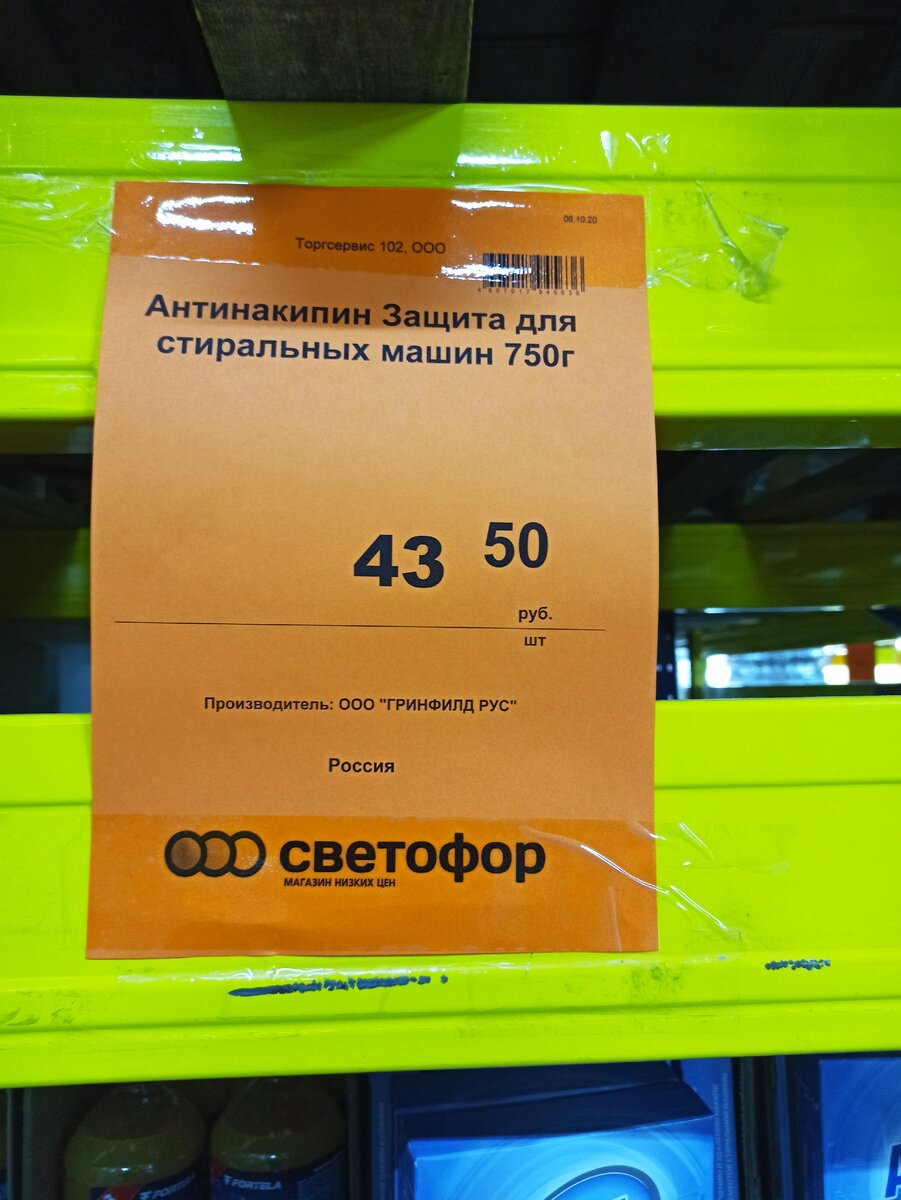 06.10.20
Торгсервис 102, ООО
Антинакипин Защита для
стиральных машин 750г
43 50
руб.
шт
Производитель: ООО "ГРИНФИЛД РУС"
Россия
светофор
МАГАЗИН НИЗКИХ ЦЕН
FORTELA